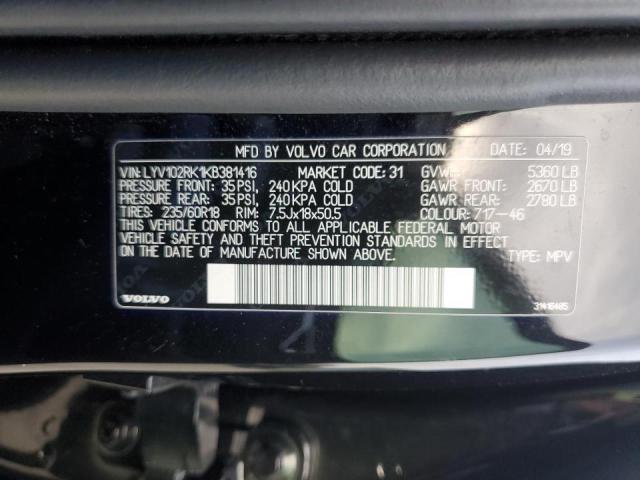 MFD BY VOLVO CAR CORPORATION DATE: 04/19
VIN: LYV102RK1KB381416 MARKET CODE: 31 GVWR: 5360 LB
PRESSURE FRONT: 35 PSI, 240 KPA COLD GAWR FRONT: 2670 LB
PRESSURE REAR: 35 PSI, 240 KPA COLD GAWR REAR: 2780 LB
TIRES: 235/60R18 RIM: 7.5Jx18x50.5 COLOUR: 717-46
THIS VEHICLE CONFORMS TO ALL APPLICABLE FEDERAL MOTOR
VEHICLE SAFETY AND THEFT PREVENTION STANDARDS IN EFFECT
ON THE DATE OF MANUFACTURE SHOWN ABOVE. TYPE: MPV
VOLVO 31416405